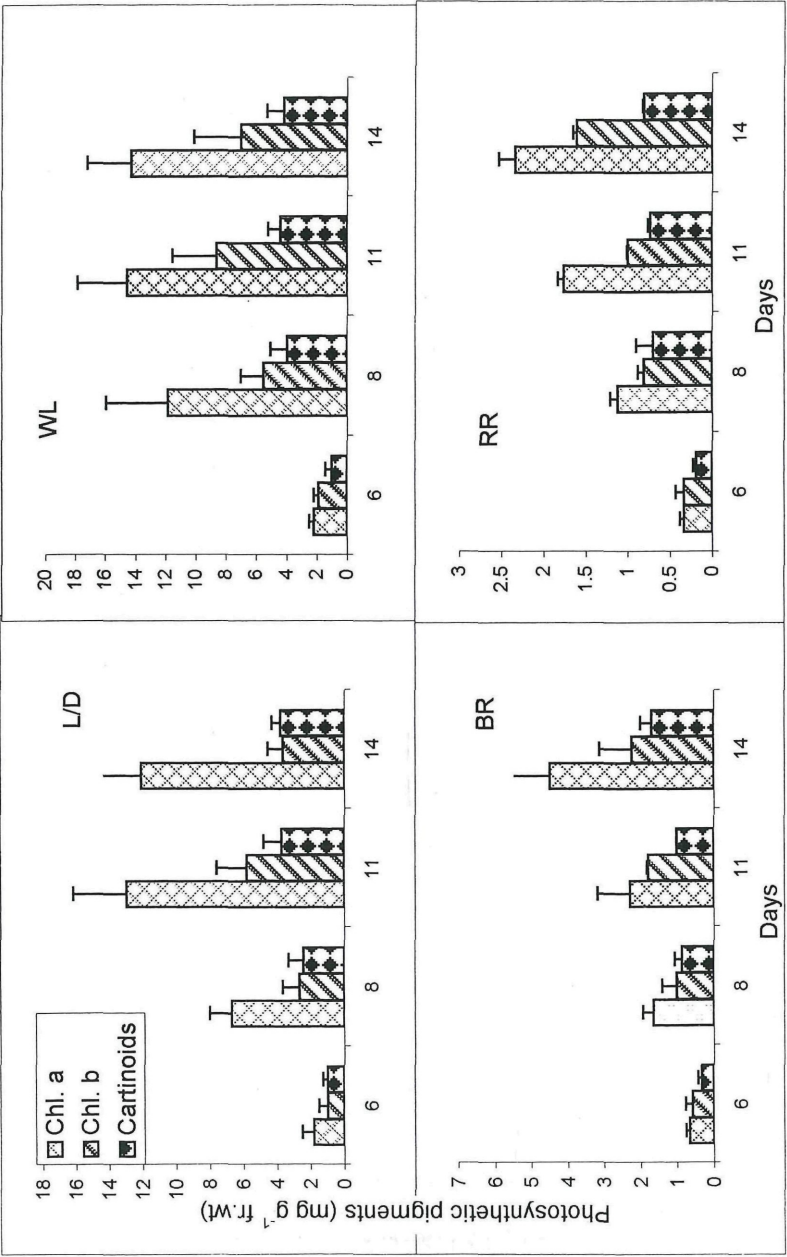 Photosynthetic pigments (mg g⁻¹ fr.wt)
Chl. a
Chl. b
Cartinoids
L/D
18
16
14
12
10
8
6
4
2
0
6 8 11 14
WL
20
18
16
14
12
10
8
6
4
2
0
6 8 11 14
BR
7
6
5
4
3
2
1
0
6 8 11 14
Days
RR
3
2.5
2
1.5
1
0.5
0
6 8 11 14
Days